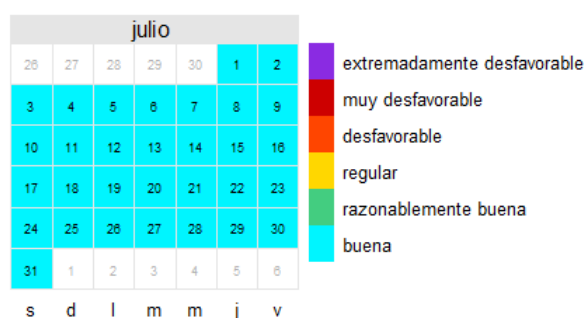 julio
26 27 28 29 30 1 2
3 4 5 6 7 8 9
10 11 12 13 14 15 16
17 18 19 20 21 22 23
24 25 26 27 28 29 30
31 1 2 3 4 5 6
s d l m m j v
extremadamente desfavorable
muy desfavorable
desfavorable
regular
razonablemente buena
buena